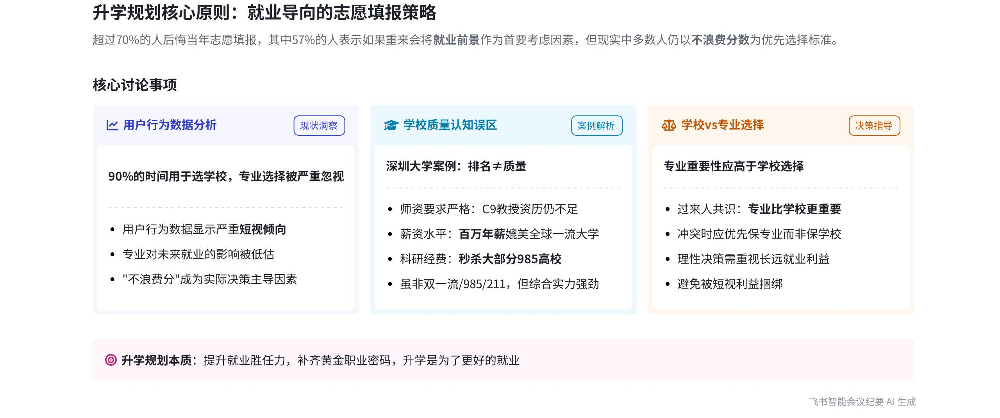 升学规划核心原则：就业导向的志愿填报策略
超过70%的人后悔当年志愿填报，其中57%的人表示如果重来会将就业前景作为首要考虑因素，但现实中多数人仍以不浪费分数为优先选择标准。
核心讨论事项
用户行为数据分析
现状洞察
90%的时间用于选学校，专业选择被严重忽视
用户行为数据显示严重短视倾向
专业对未来就业的影响被低估
"不浪费分"成为实际决策主导因素
学校质量认知误区
案例解析
深圳大学案例：排名≠质量
师资要求严格：C9教授资历仍不足
薪资水平：百万年薪媲美全球一流大学
科研经费：秒杀大部分985高校
虽非双一流/985/211，但综合实力强劲
学校vs专业选择
决策指导
专业重要性应高于学校选择
过来人共识：专业比学校更重要
冲突时应优先保专业而非保学校
理性决策需重视长远就业利益
避免被短视利益捆绑
升学规划本质：提升就业胜任力，补齐黄金职业密码，升学是为了更好的就业
飞书智能会议纪要 AI 生成